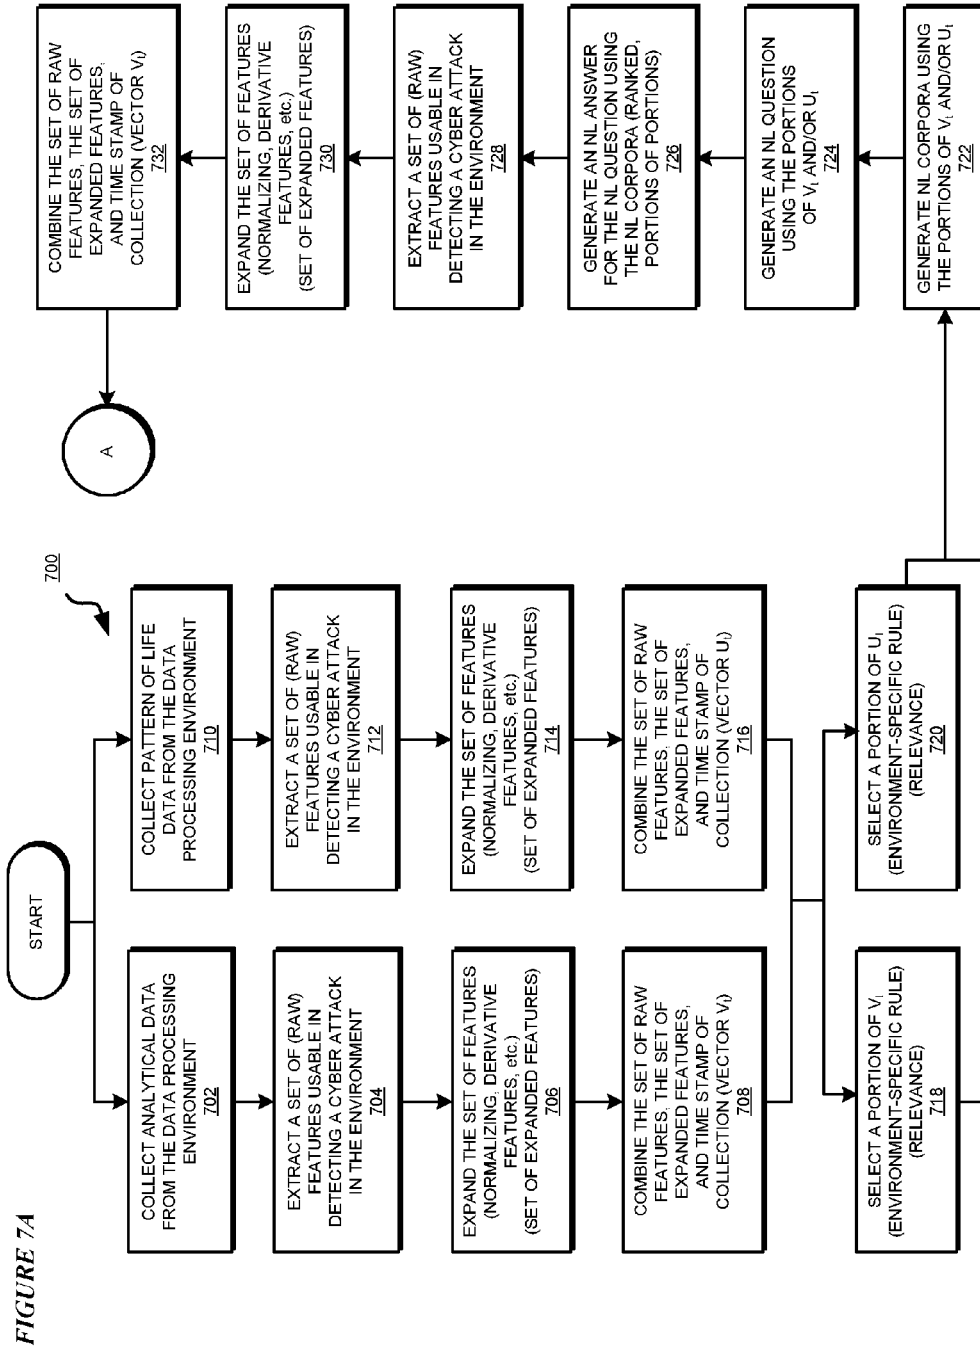 FIGURE 7A
START
700
COLLECT ANALYTICAL DATA
FROM THE DATA PROCESSING
ENVIRONMENT
702
EXTRACT A SET OF (RAW)
FEATURES USABLE IN
DETECTING A CYBER ATTACK
IN THE ENVIRONMENT
704
EXPAND THE SET OF FEATURES
(NORMALIZING, DERIVATIVE
FEATURES, etc.)
(SET OF EXPANDED FEATURES)
706
COMBINE THE SET OF RAW
FEATURES, THE SET OF
EXPANDED FEATURES,
AND TIME STAMP OF
COLLECTION (VECTOR Vt)
708
COLLECT PATTERN OF LIFE
DATA FROM THE DATA
PROCESSING ENVIRONMENT
710
EXTRACT A SET OF (RAW)
FEATURES USABLE IN
DETECTING A CYBER ATTACK
IN THE ENVIRONMENT
712
EXPAND THE SET OF FEATURES
(NORMALIZING, DERIVATIVE
FEATURES, etc.)
(SET OF EXPANDED FEATURES)
714
COMBINE THE SET OF RAW
FEATURES, THE SET OF
EXPANDED FEATURES,
AND TIME STAMP OF
COLLECTION (VECTOR Ut)
716
SELECT A PORTION OF Vt
(ENVIRONMENT-SPECIFIC RULE)
(RELEVANCE)
718
SELECT A PORTION OF Ut
(ENVIRONMENT-SPECIFIC RULE)
(RELEVANCE)
720
GENERATE NL CORPORA USING
THE PORTIONS OF Vt AND/OR Ut
722
GENERATE AN NL QUESTION
USING THE PORTIONS
OF Vt AND/OR Ut
724
GENERATE AN NL ANSWER
FOR THE NL QUESTION USING
THE NL CORPORA (RANKED,
PORTIONS OF PORTIONS)
726
EXTRACT A SET OF (RAW)
FEATURES USABLE IN
DETECTING A CYBER ATTACK
IN THE ENVIRONMENT
728
EXPAND THE SET OF FEATURES
(NORMALIZING, DERIVATIVE
FEATURES, etc.)
(SET OF EXPANDED FEATURES)
730
COMBINE THE SET OF RAW
FEATURES, THE SET OF
EXPANDED FEATURES,
AND TIME STAMP OF
COLLECTION (VECTOR Vt)
732
A